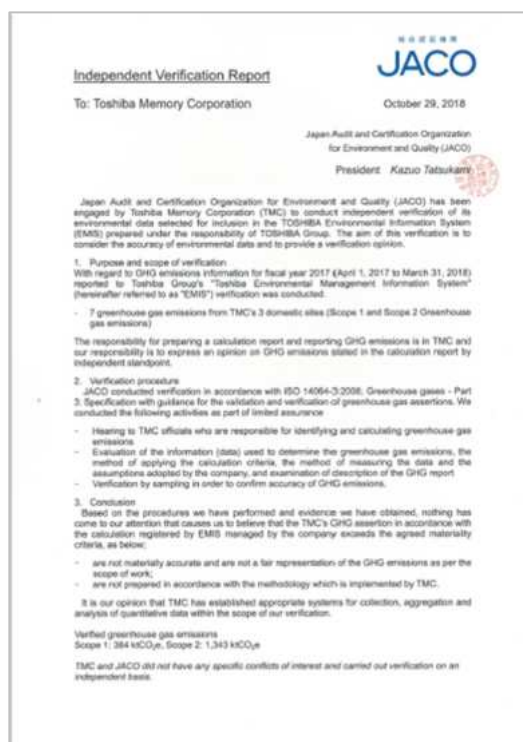 JACO
Independent Verification Report
To: Toshiba Memory Corporation
October 29, 2018
Japan Audit and Certification Organization
for Environment and Quality (JACO)
President Kazuo Tatsukami
Japan Audit and Certification Organization for Environment and Quality (JACO) has been
engaged by Toshiba Memory Corporation (TMC) to conduct independent verification of its
environmental data selected for inclusion in the TOSHIBA Environmental Information System
(EMIS) prepared under the responsibility of TOSHIBA Group. The aim of this verification is to
consider the accuracy of environmental data and to provide a verification opinion.
1. Purpose and scope of verification
With regard to GHG emissions information for fiscal year 2017 (April 1, 2017 to March 31, 2018)
reported to Toshiba Group's "Toshiba Environmental Management Information System"
(hereinafter referred to as "EMIS") verification was conducted.
- 7 greenhouse gas emissions from TMC's 3 domestic sites (Scope 1 and Scope 2 Greenhouse
gas emissions)
The responsibility for preparing a calculation report and reporting GHG emissions is in TMC and
our responsibility is to express an opinion on GHG emissions stated in the calculation report by
independent standpoint.
2. Verification procedure
JACO conducted verification in accordance with ISO 14064-3:2006, Greenhouse gases - Part
3: Specification with guidance for the validation and verification of greenhouse gas assertions. We
conducted the following activities as part of limited assurance
- Hearing to TMC officials who are responsible for identifying and calculating greenhouse gas
emissions
- Evaluation of the information (data) used to determine the greenhouse gas emissions, the
method of applying the calculation criteria, the method of measuring the data and the
assumptions adopted by the company, and examination of description of the GHG report
- Verification by sampling in order to confirm accuracy of GHG emissions.
3. Conclusion
Based on the procedures we have performed and evidence we have obtained, nothing has
come to our attention that causes us to believe that the TMC's GHG assertion in accordance with
the calculation registered by EMIS managed by the company exceeds the agreed materiality
criteria, as below;
- are not materially accurate and are not a fair representation of the GHG emissions as per the
scope of work;
- are not prepared in accordance with the methodology which is implemented by TMC.
It is our opinion that TMC has established appropriate systems for collection, aggregation and
analysis of quantitative data within the scope of our verification.
Verified greenhouse gas emissions
Scope 1: 384 ktCO₂e, Scope 2: 1,343 ktCO₂e
TMC and JACO did not have any specific conflicts of interest and carried out verification on an
independent basis.